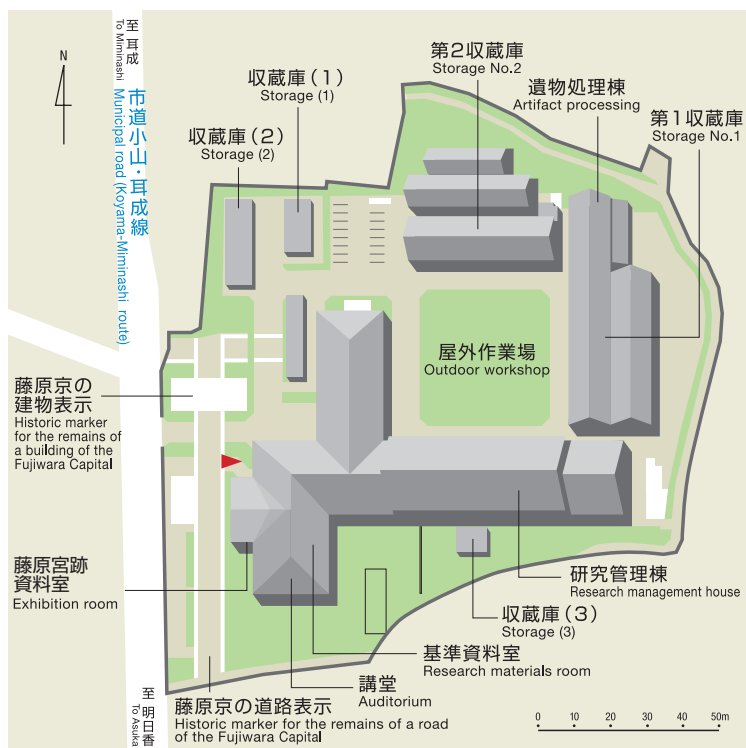 N
至 耳成
To Miminashi
市道小山・耳成線
Municipal road (Koyama-Miminashi route)
収蔵庫(1)
Storage (1)
収蔵庫(2)
Storage (2)
第2収蔵庫
Storage No.2
遺物処理棟
Artifact processing
第1収蔵庫
Storage No.1
屋外作業場
Outdoor workshop
藤原京の
建物表示
Historic marker
for the remains of
a building of the
Fujiwara Capital
藤原宮跡
資料室
Exhibition room
研究管理棟
Research management house
収蔵庫(3)
Storage (3)
基準資料室
Research materials room
講堂
Auditorium
藤原京の道路表示
Historic marker for the remains of a road
of the Fujiwara Capital
至 明日香
To Asuka
0 10 20 30 50m